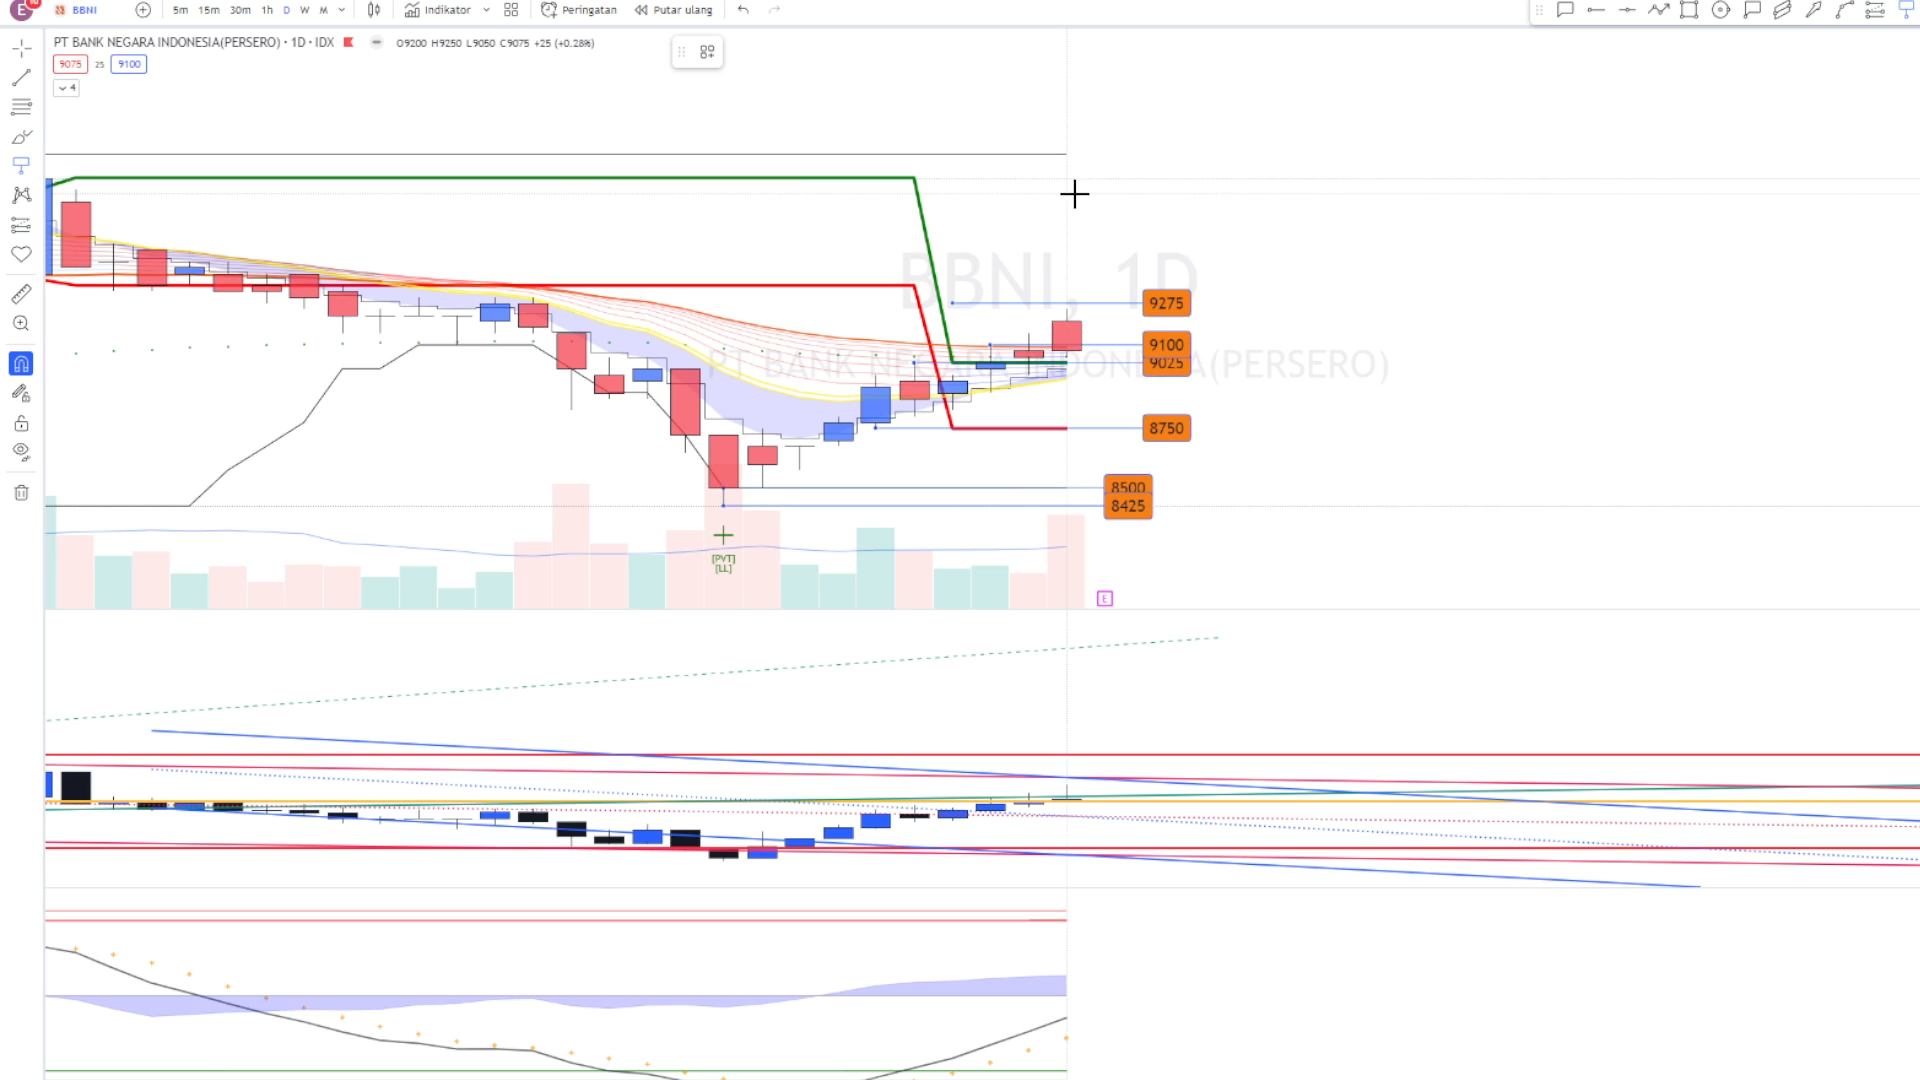 E 10 BBNI 5m 15m 30m 1h D W M Indikator Peringatan Putar ulang
PT BANK NEGARA INDONESIA(PERSERO) · 1D · IDX O9200 H9250 L9050 C9075 +25 (+0.28%)
9075 25 9100
4
BBNI, 1D
PT BANK NEGARA INDONESIA(PERSERO)
9275
9100
9025
8750
8500
8425
[PVT]
[LL]
E